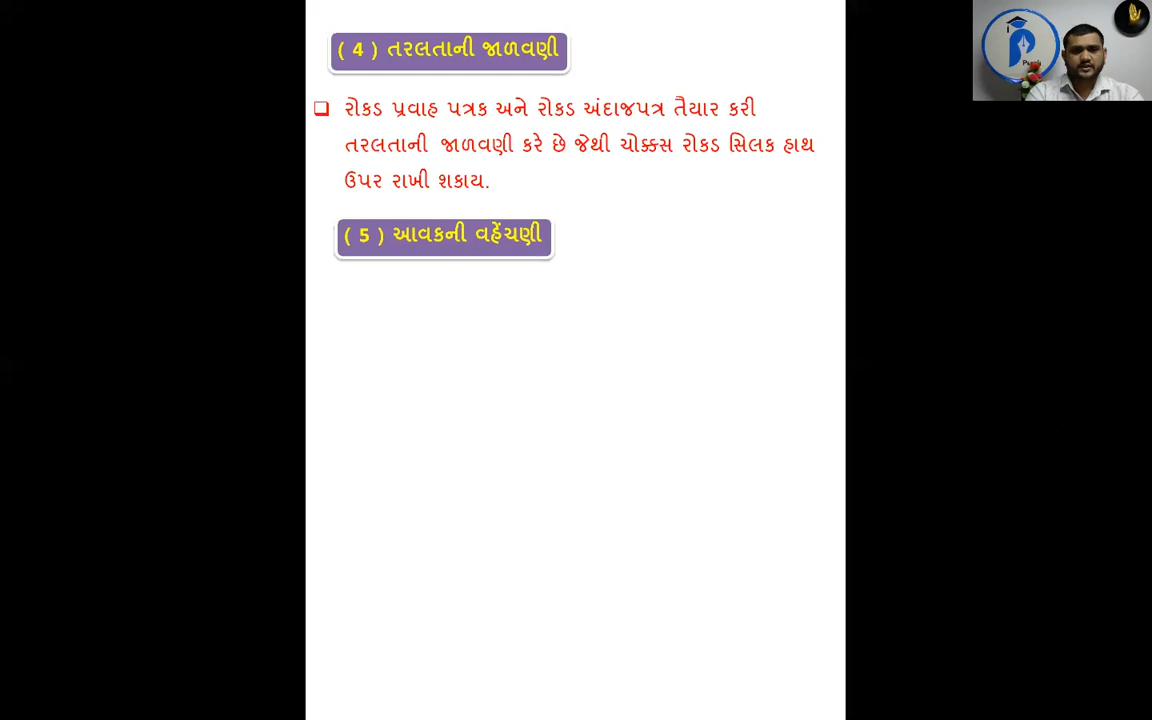 ( 4 ) તરલતાની જાળવણી
❑ રોકડ પ્રવાહ પત્રક અને રોકડ અંદાજપત્ર તૈયાર કરી
તરલતાની જાળવણી કરે છે જેથી ચોક્ક્સ રોકડ સિલક હાથ
ઉપર રાખી શકાય.
( 5 ) આવકની વહેંચણી